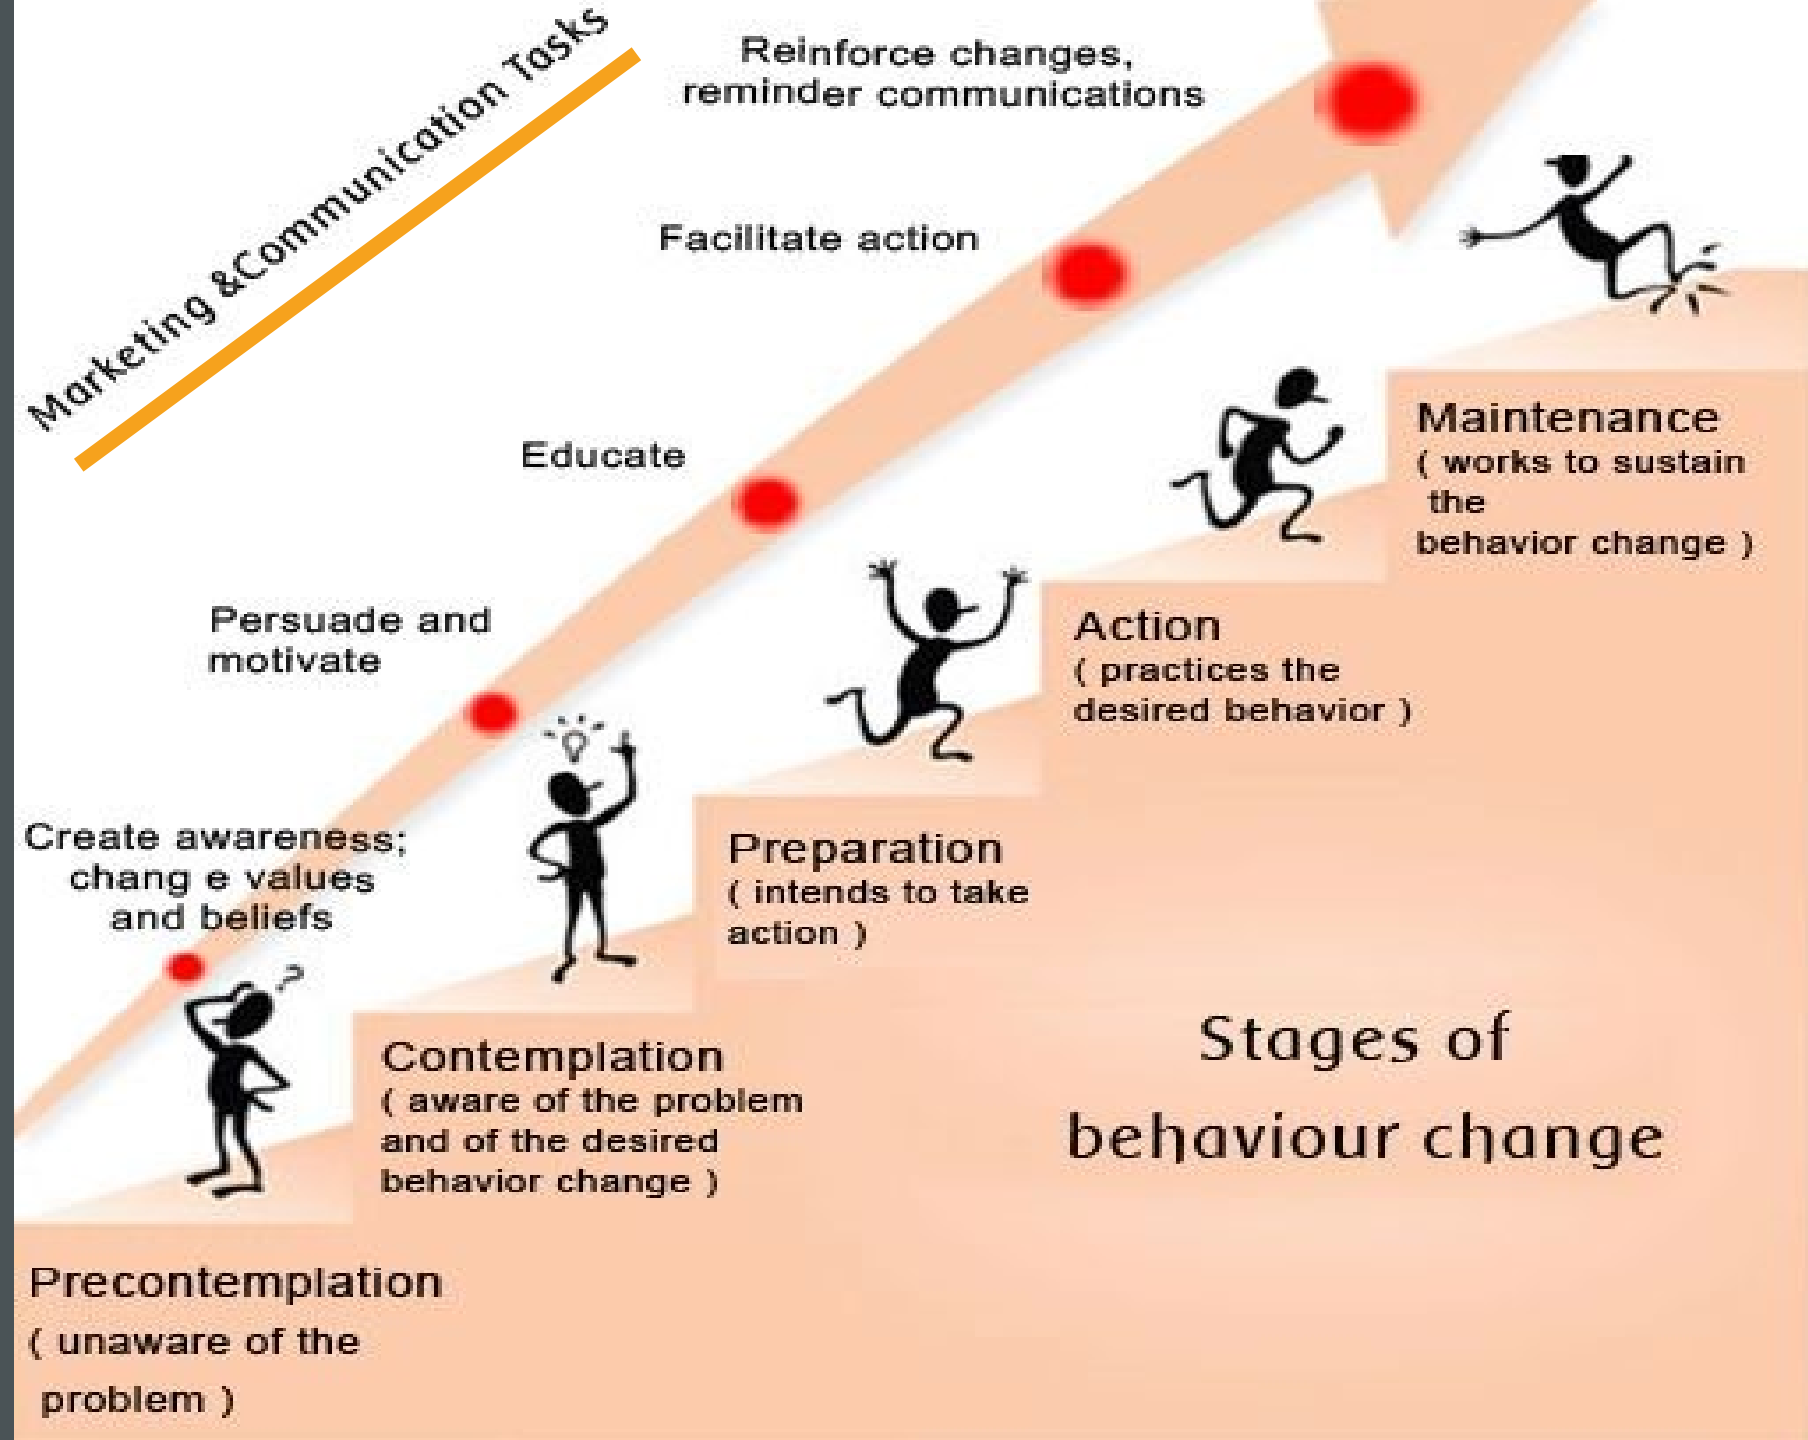 Marketing &Communication Tasks
Reinforce changes,
reminder communications
Facilitate action
Educate
Persuade and
motivate
Create awareness;
chang e values
and beliefs
Maintenance
( works to sustain
the
behavior change )
Action
( practices the
desired behavior )
Preparation
( intends to take
action )
Contemplation
( aware of the problem
and of the desired
behavior change )
Precontemplation
( unaware of the
problem )
Stages of
behaviour change
?